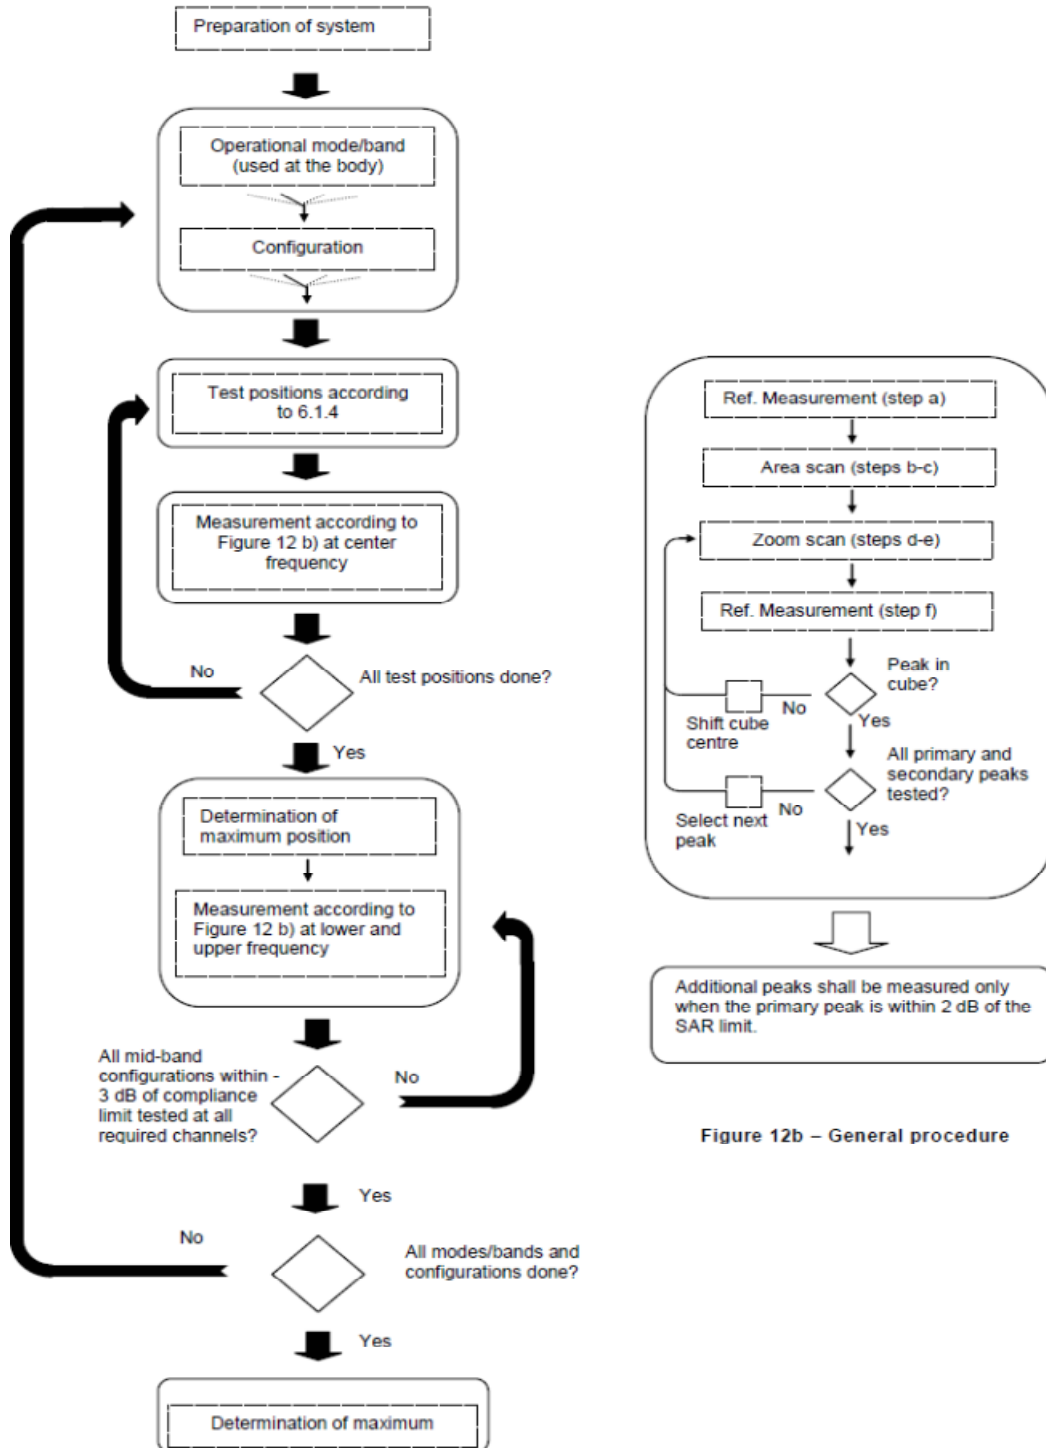 Preparation of system
Operational mode/band
(used at the body)
Configuration
Test positions according
to 6.1.4
Measurement according to
Figure 12 b) at center
frequency
No
All test positions done?
Yes
Determination of
maximum position
Measurement according to
Figure 12 b) at lower and
upper frequency
All mid-band
configurations within -
3 dB of compliance
limit tested at all
required channels?
No
Yes
No
All modes/bands and
configurations done?
Yes
Determination of maximum
Ref. Measurement (step a)
Area scan (steps b-c)
Zoom scan (steps d-e)
Ref. Measurement (step f)
Peak in
cube?
No
Shift cube
centre
Yes
All primary and
secondary peaks
tested?
No
Select next
peak
Yes
Additional peaks shall be measured only
when the primary peak is within 2 dB of the
SAR limit.
Figure 12b – General procedure